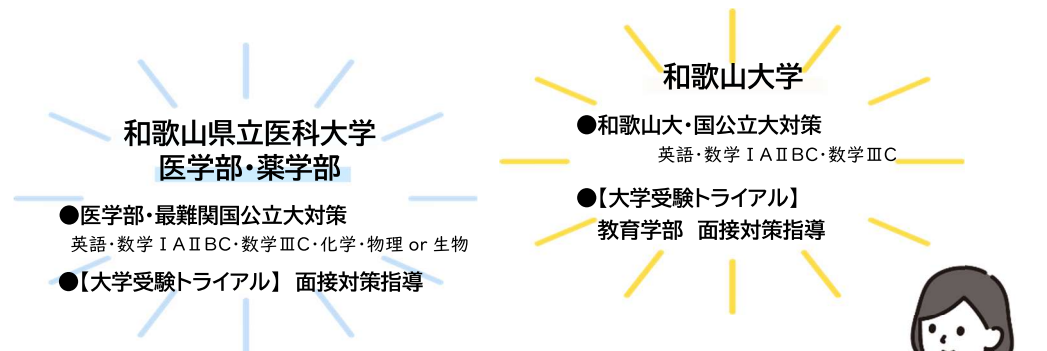 和歌山県立医科大学
医学部・薬学部
●医学部・最難関国公立大対策
英語・数学ⅠAⅡBC・数学ⅢC・化学・物理 or 生物
●【大学受験トライアル】 面接対策指導
和歌山大学
●和歌山大・国公立大対策
英語・数学ⅠAⅡBC・数学ⅢC
●【大学受験トライアル】
教育学部 面接対策指導